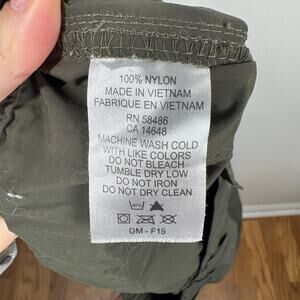 100% NYLON
MADE IN VIETNAM
FABRIQUE EN VIETNAM
RN 58486
CA 14648
MACHINE WASH COLD
WITH LIKE COLORS
DO NOT BLEACH
TUMBLE DRY LOW
DO NOT IRON
DO NOT DRY CLEAN
GM - F15